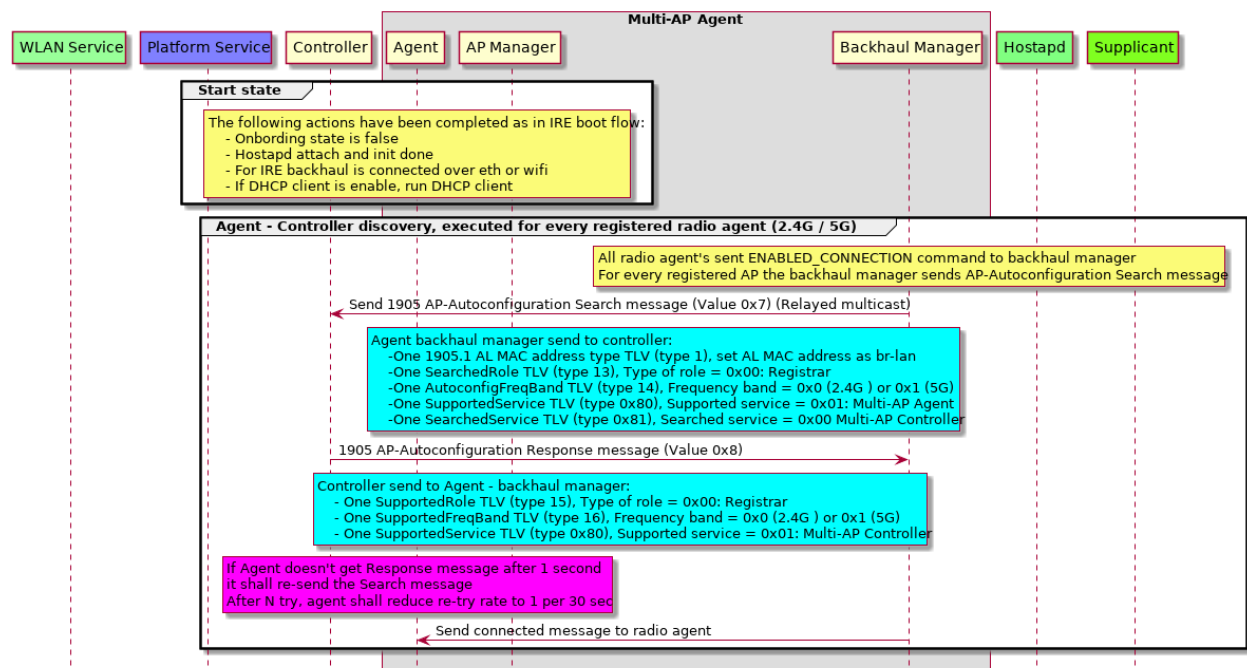 Multi-AP Agent
WLAN Service
Platform Service
Controller
Agent
AP Manager
Backhaul Manager
Hostapd
Supplicant
Start state
The following actions have been completed as in IRE boot flow:
- Onbording state is false
- Hostapd attach and init done
- For IRE backhaul is connected over eth or wifi
- If DHCP client is enable, run DHCP client
Agent - Controller discovery, executed for every registered radio agent (2.4G / 5G)
All radio agent's sent ENABLED_CONNECTION command to backhaul manager
For every registered AP the backhaul manager sends AP-Autoconfiguration Search message
Send 1905 AP-Autoconfiguration Search message (Value 0x7) (Relayed multicast)
Agent backhaul manager send to controller:
-One 1905.1 AL MAC address type TLV (type 1), set AL MAC address as br-lan
-One SearchedRole TLV (type 13), Type of role = 0x00: Registrar
-One AutoconfigFreqBand TLV (type 14), Frequency band = 0x0 (2.4G ) or 0x1 (5G)
-One SupportedService TLV (type 0x80), Supported service = 0x01: Multi-AP Agent
-One SearchedService TLV (type 0x81), Searched service = 0x00 Multi-AP Controller
1905 AP-Autoconfiguration Response message (Value 0x8)
Controller send to Agent - backhaul manager:
- One SupportedRole TLV (type 15), Type of role = 0x00: Registrar
- One SupportedFreqBand TLV (type 16), Frequency band = 0x0 (2.4G ) or 0x1 (5G)
- One SupportedService TLV (type 0x80), Supported service = 0x01: Multi-AP Controller
If Agent doesn't get Response message after 1 second
it shall re-send the Search message
After N try, agent shall reduce re-try rate to 1 per 30 sec
Send connected message to radio agent